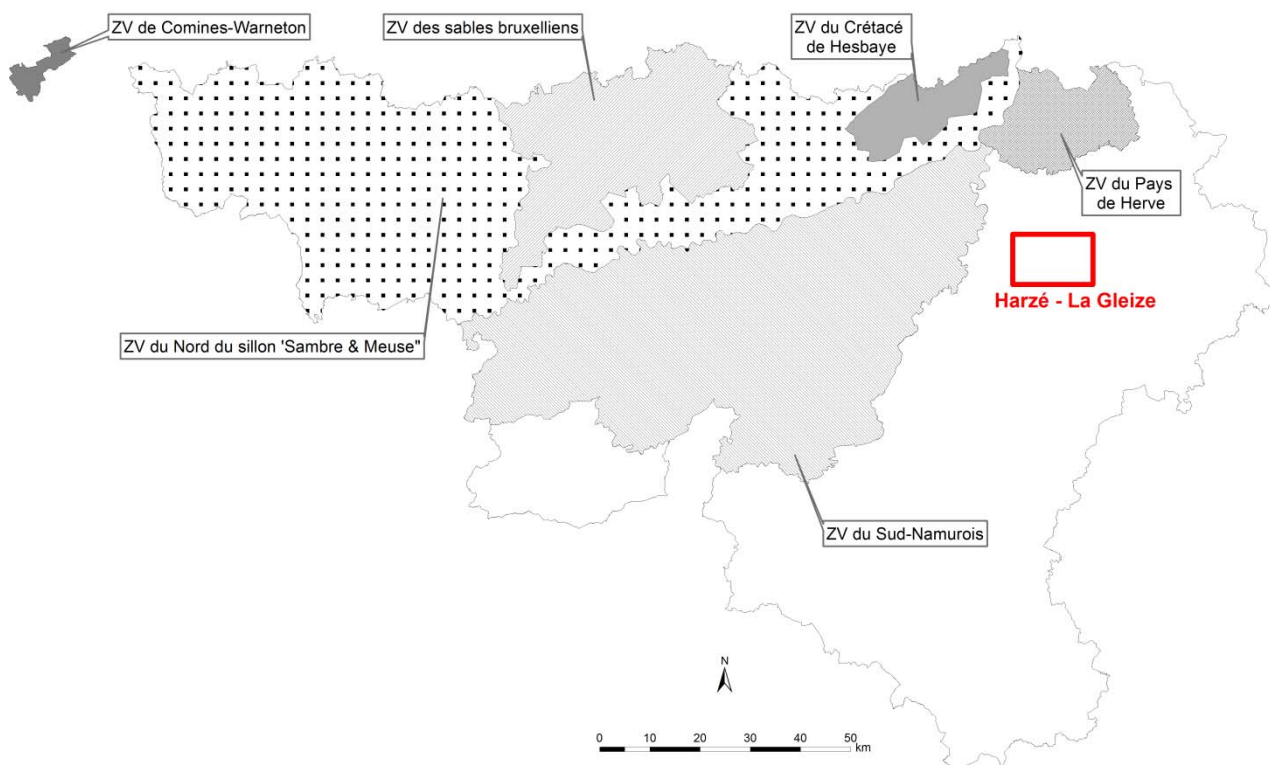 ZV de Comines-Warneton
ZV des sables bruxelliens
ZV du Crétacé
de Hesbaye
ZV du Pays
de Herve
Harzé - La Gleize
ZV du Nord du sillon 'Sambre & Meuse"
ZV du Sud-Namurois
N
0 10 20 30 40 50
km